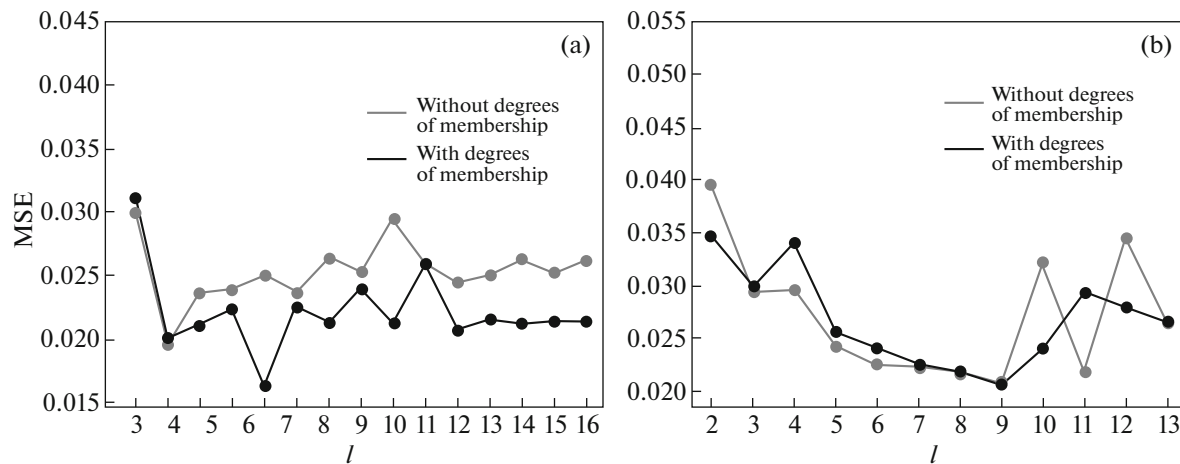 0.045
0.040
0.035
0.030
0.025
0.020
0.015
MSE
(a)
Without degrees
of membership
With degrees
of membership
3 4 5 6 6 7 8 9 10 11 12 13 14 15 16
l
0.055
0.050
0.045
0.040
0.035
0.030
0.025
0.020
(b)
Without degrees
of membership
With degrees
of membership
2 3 4 5 6 7 8 9 10 11 12 13
l